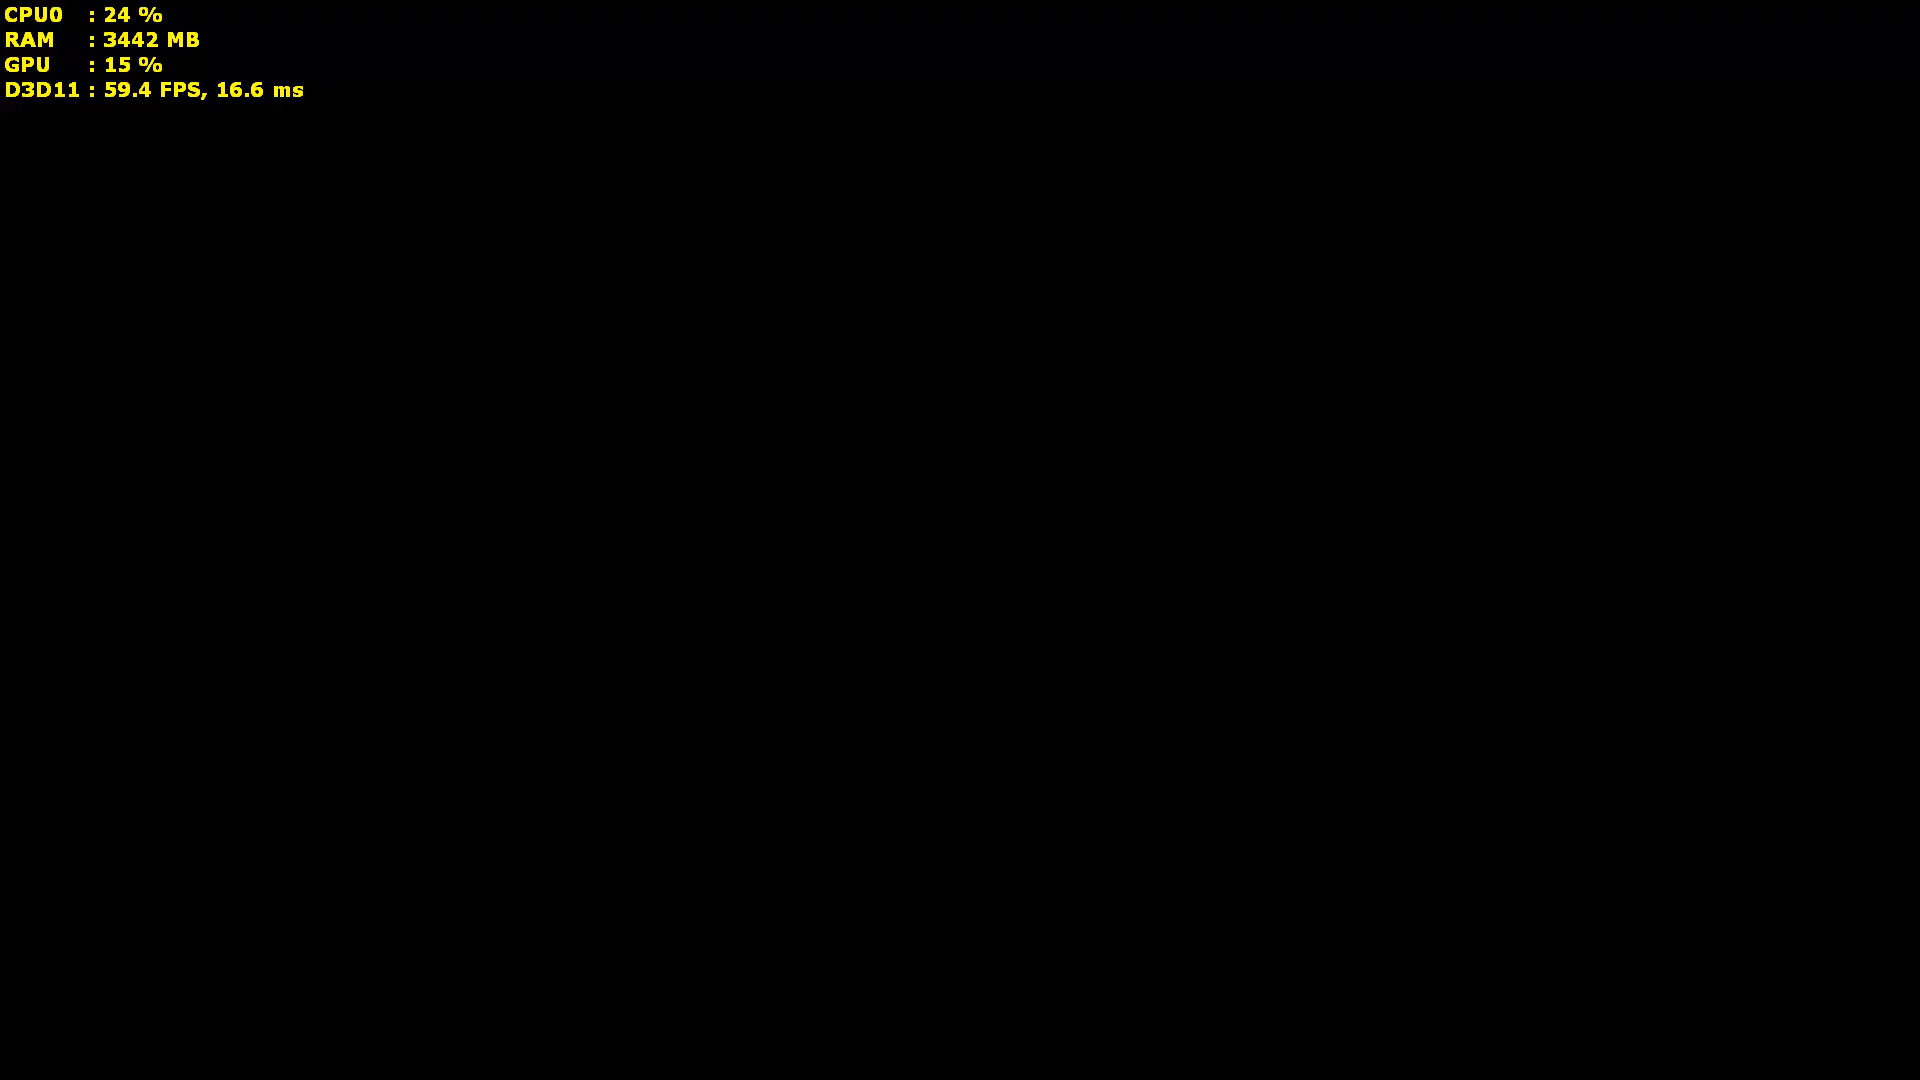 CPU0 : 24 %
RAM : 3442 MB
GPU : 15 %
D3D11 : 59.4 FPS, 16.6 ms